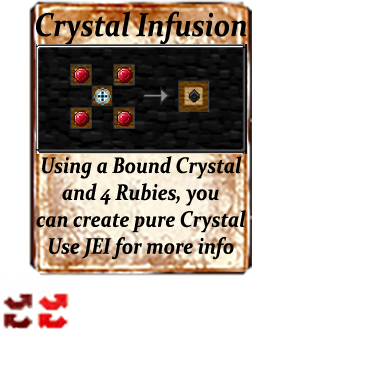 Crystal Infusion
Using a Bound Crystal
and 4 Rubies, you
can create pure Crystal
Use JEI for more info